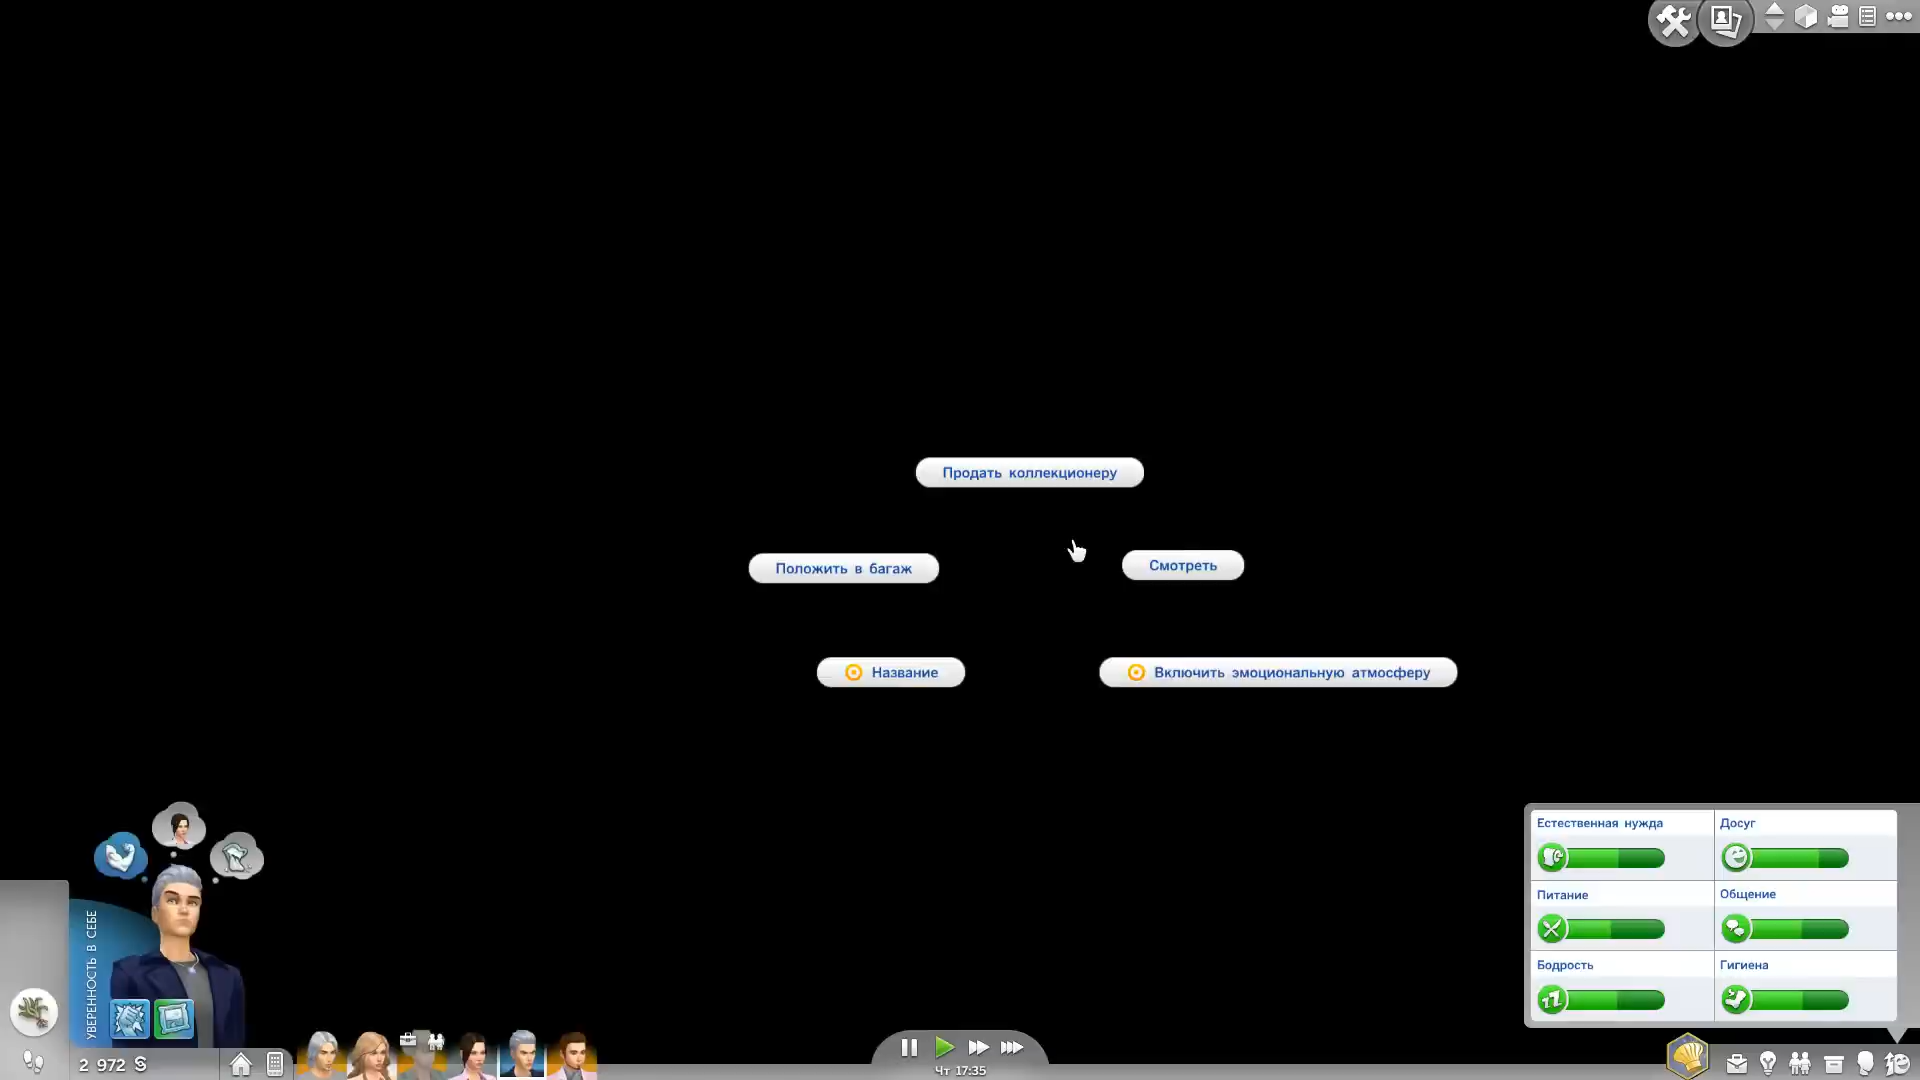 Продать коллекционеру
Положить в багаж
Смотреть
Название
Включить эмоциональную атмосферу
Естественная нужда
Досуг
Питание
Общение
Бодрость
Гигиена
УВЕРЕННОСТЬ В СЕБЕ
2 972 §
Чт 17:35